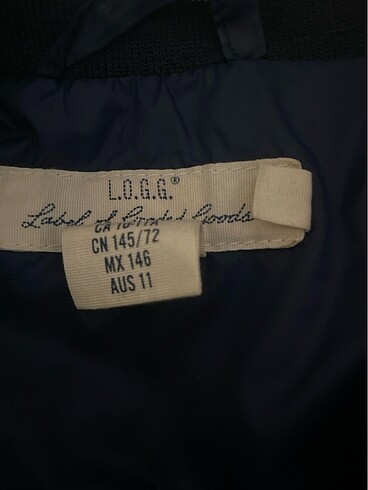 L.O.G.G.®
Label of Graded Goods
CN 145/72
MX 146
AUS 11